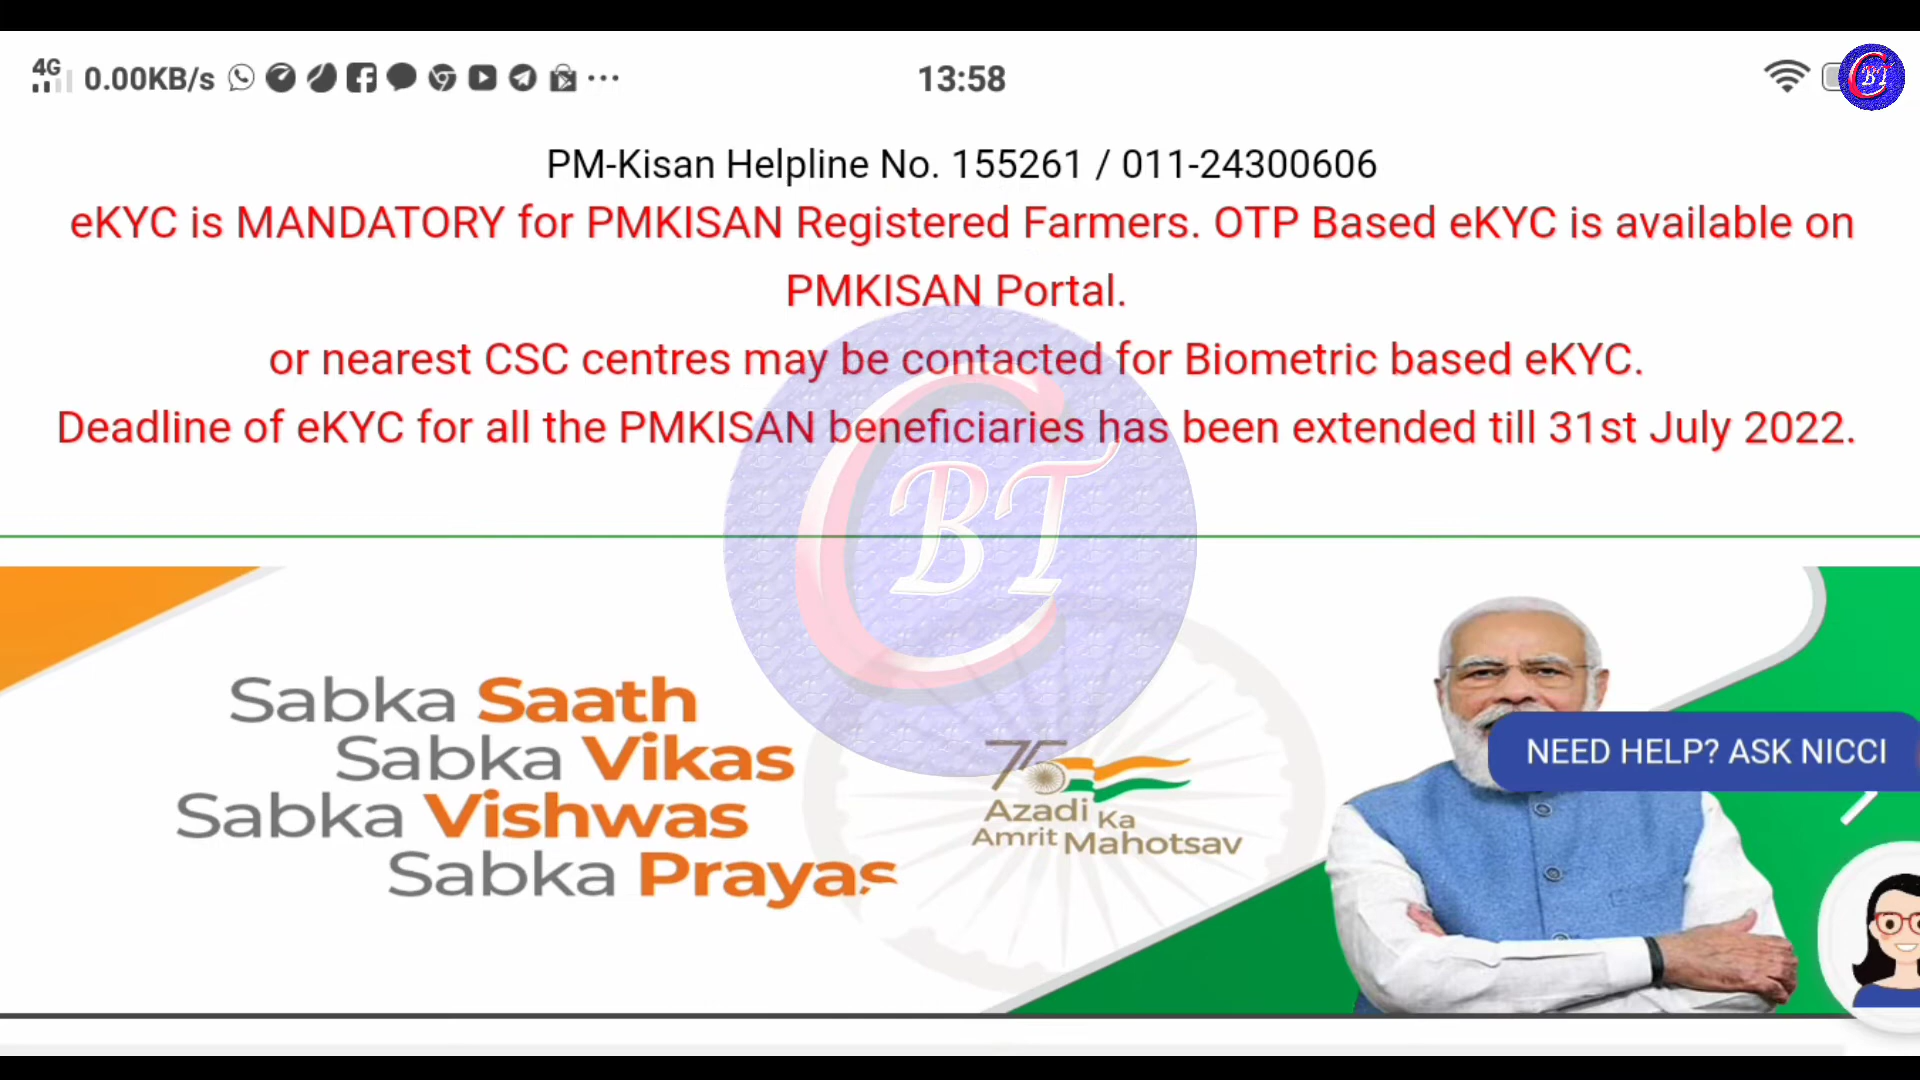 4G 0.00KB/s ... 13:58
CBT
PM-Kisan Helpline No. 155261 / 011-24300606
eKYC is MANDATORY for PMKISAN Registered Farmers. OTP Based eKYC is available on
PMKISAN Portal.
or nearest CSC centres may be contacted for Biometric based eKYC.
Deadline of eKYC for all the PMKISAN beneficiaries has been extended till 31st July 2022.
CBT
Sabka Saath
Sabka Vikas
Sabka Vishwas
Sabka Prayas
75
Azadi Ka
Amrit Mahotsav
NEED HELP? ASK NICCI